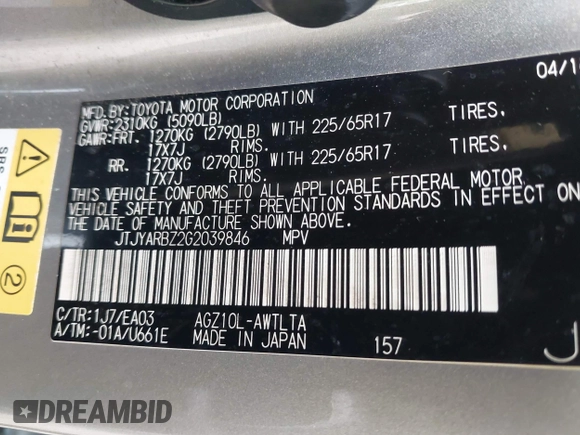 04/1
MFD. BY: TOYOTA MOTOR CORPORATION
GVWR: 2310KG (5090LB)
GAWR-FRT. 1270KG (2790LB) WITH 225/65R17 TIRES,
17X7J RIMS.
RR. 1270KG (2790LB) WITH 225/65R17 TIRES,
17X7J RIMS.
THIS VEHICLE CONFORMS TO ALL APPLICABLE FEDERAL MOTOR
VEHICLE SAFETY AND THEFT PREVENTION STANDARDS IN EFFECT ON
THE DATE OF MANUFACTURE SHOWN ABOVE.
JTJYARBZ2G2039846 MPV
C/TR: 1J7/EA03 AGZ10L-AWTLTA
A/TM: -01A/U661E MADE IN JAPAN 157
J
SRS
2
DREAMBID